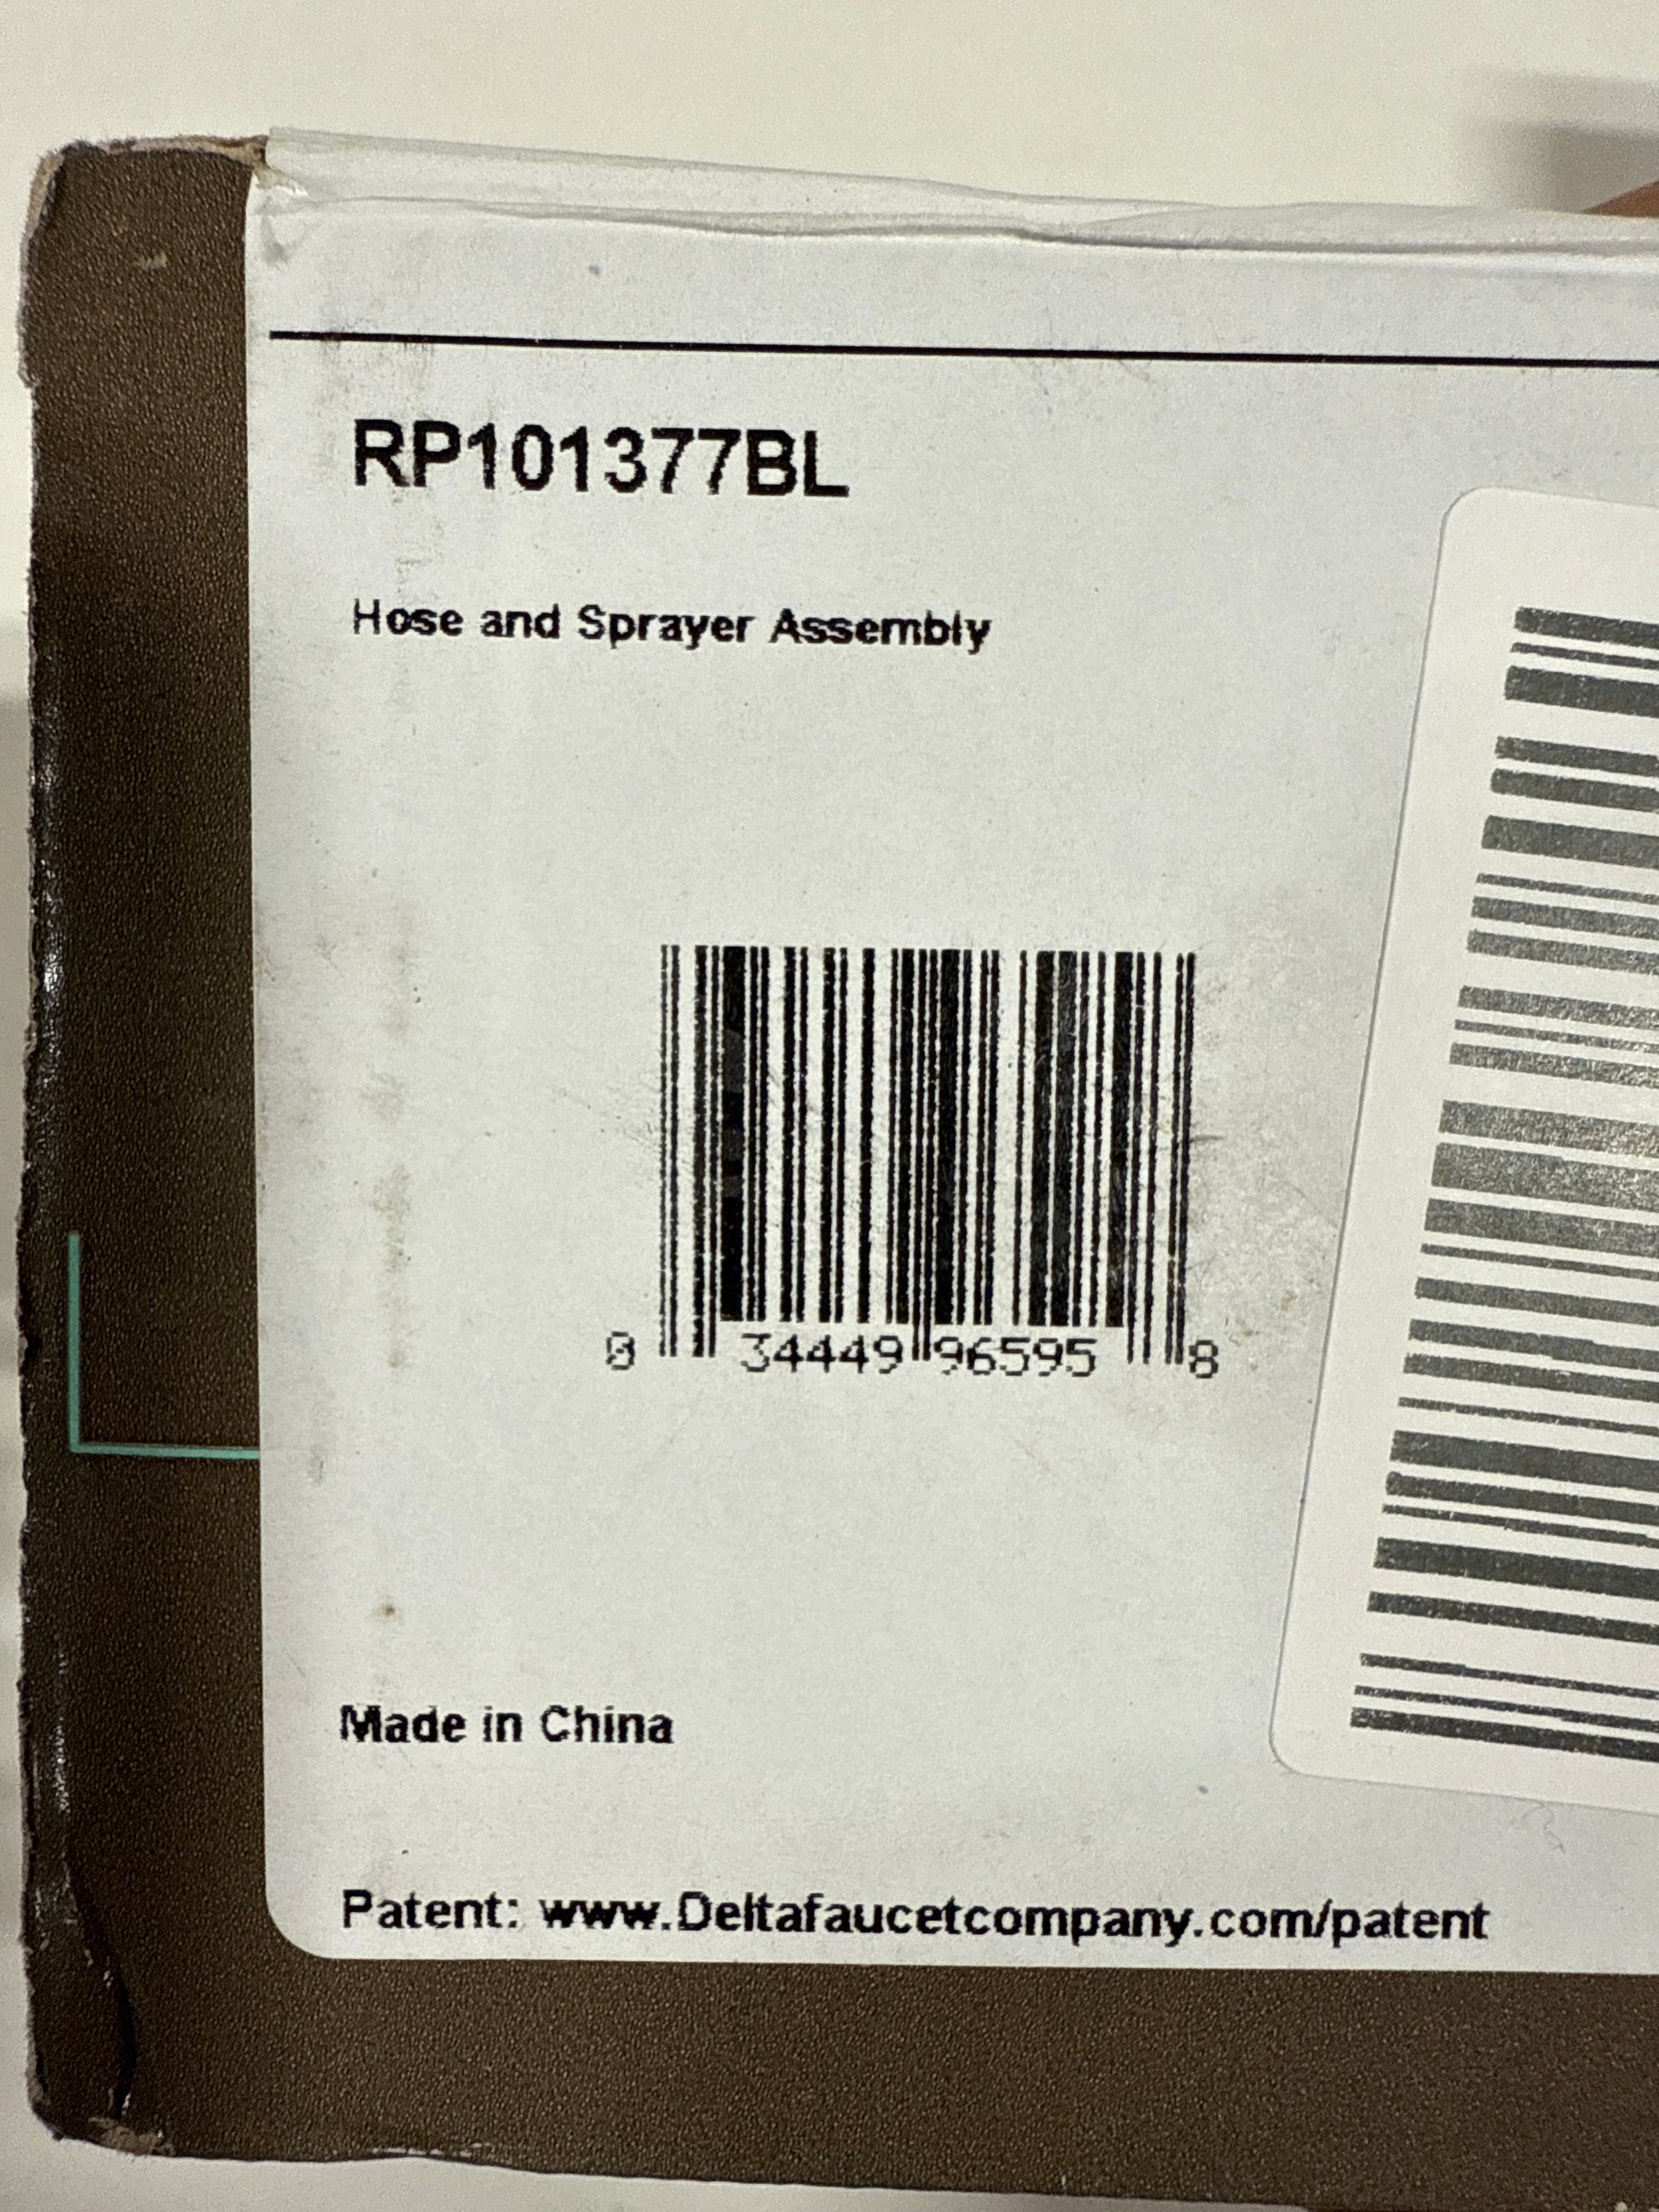 RP101377BL
Hose and Sprayer Assembly
0 34449 96595 8
Made in China
Patent: www.Deltafaucetcompany.com/patent